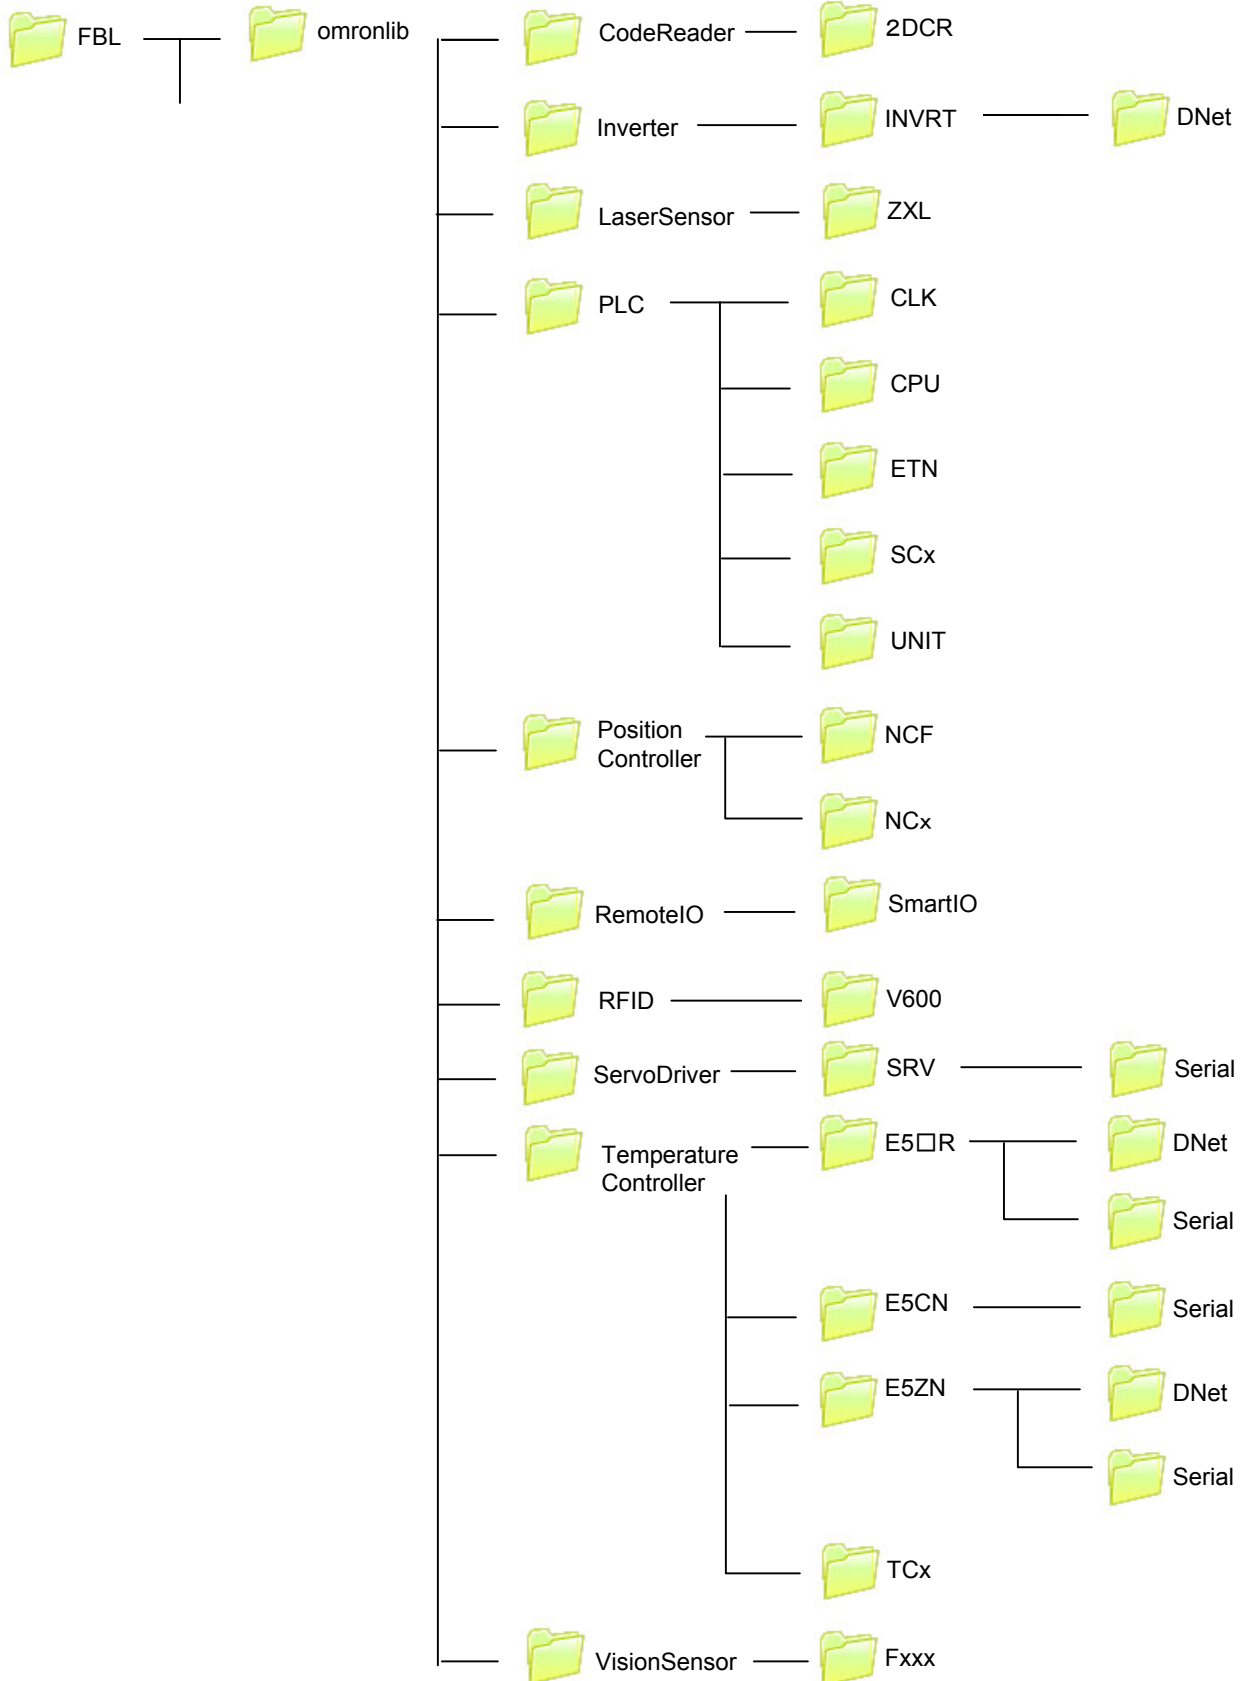 FBL
omronlib
CodeReader
2DCR
Inverter
INVRT
DNet
LaserSensor
ZXL
PLC
CLK
CPU
ETN
SCx
UNIT
Position
Controller
NCF
NCx
RemoteIO
SmartIO
RFID
V600
ServoDriver
SRV
Serial
Temperature
Controller
E5□R
DNet
Serial
E5CN
Serial
E5ZN
DNet
Serial
TCx
VisionSensor
Fxxx